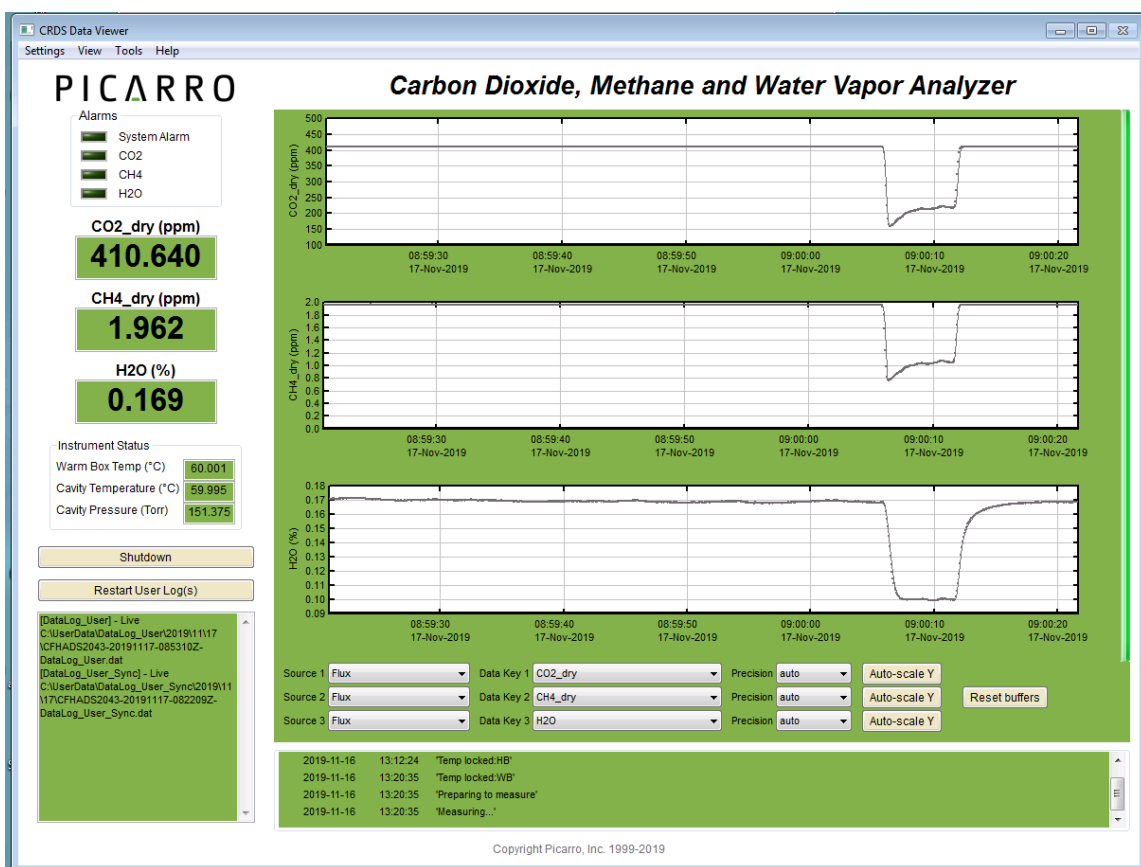 CRDS Data Viewer
Settings View Tools Help
PICARRO
Carbon Dioxide, Methane and Water Vapor Analyzer
Alarms
System Alarm
CO2
CH4
H2O
CO2_dry (ppm)
410.640
CH4_dry (ppm)
1.962
H2O (%)
0.169
Instrument Status
Warm Box Temp (°C) 60.001
Cavity Temperature (°C) 59.995
Cavity Pressure (Torr) 151.375
Shutdown
Restart User Log(s)
[DataLog_User] - Live
C:\UserData\DataLog_User\2019\11\17
\CFHADS2043-20191117-085310Z-
DataLog_User.dat
[DataLog_User_Sync] - Live
C:\UserData\DataLog_User_Sync\2019\11
\17\CFHADS2043-20191117-082209Z-
DataLog_User_Sync.dat
CO2_dry (ppm)
500
450
400
350
300
250
200
150
100
08:59:30 08:59:40 08:59:50 09:00:00 09:00:10 09:00:20
17-Nov-2019 17-Nov-2019 17-Nov-2019 17-Nov-2019 17-Nov-2019 17-Nov-2019
CH4_dry (ppm)
2.0
1.8
1.6
1.4
1.2
1.0
0.8
0.6
0.4
0.2
0.0
08:59:30 08:59:40 08:59:50 09:00:00 09:00:10 09:00:20
17-Nov-2019 17-Nov-2019 17-Nov-2019 17-Nov-2019 17-Nov-2019 17-Nov-2019
H2O (%)
0.18
0.17
0.16
0.15
0.14
0.13
0.12
0.11
0.10
0.09
08:59:30 08:59:40 08:59:50 09:00:00 09:00:10 09:00:20
17-Nov-2019 17-Nov-2019 17-Nov-2019 17-Nov-2019 17-Nov-2019 17-Nov-2019
Source 1 Flux Data Key 1 CO2_dry Precision auto Auto-scale Y
Source 2 Flux Data Key 2 CH4_dry Precision auto Auto-scale Y Reset buffers
Source 3 Flux Data Key 3 H2O Precision auto Auto-scale Y
2019-11-16 13:12:24 'Temp locked:HB'
2019-11-16 13:20:35 'Temp locked:WB'
2019-11-16 13:20:35 'Preparing to measure'
2019-11-16 13:20:35 'Measuring...'
Copyright Picarro, Inc. 1999-2019